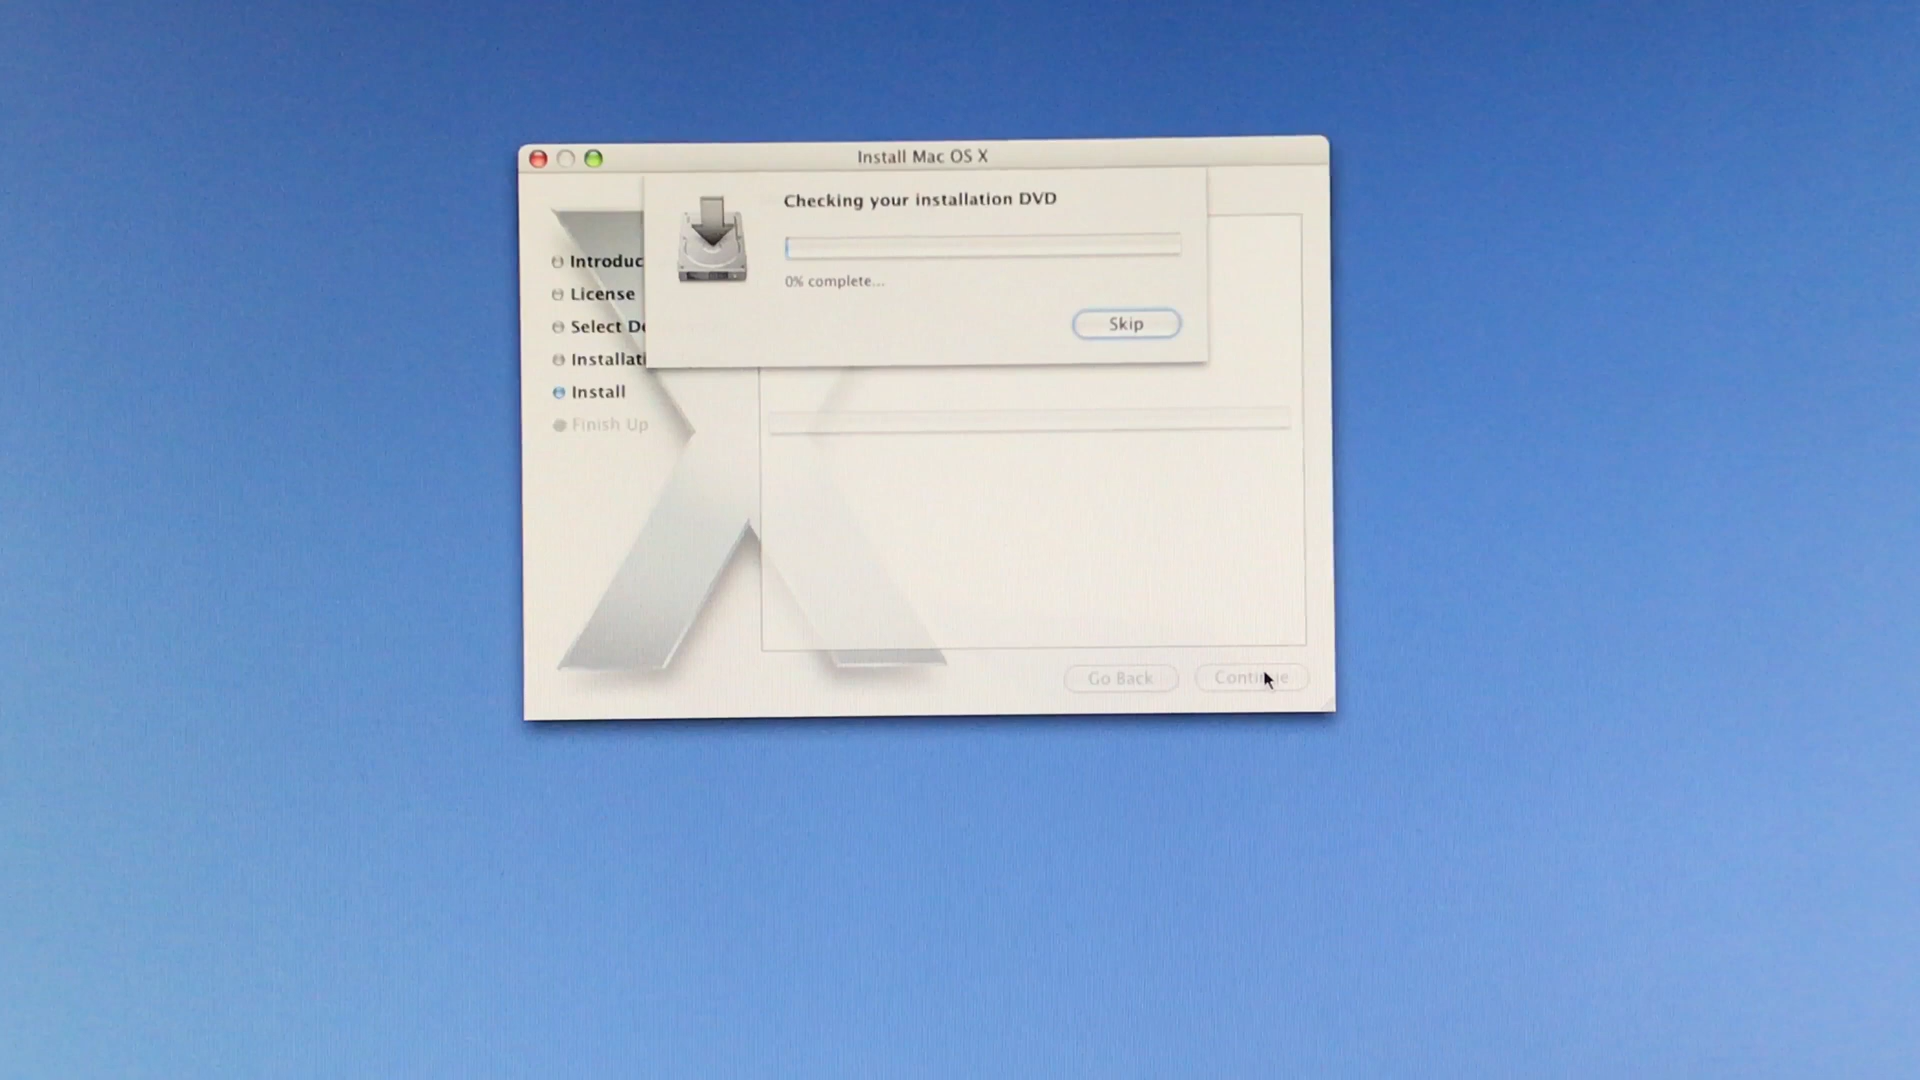 Install Mac OS X
Checking your installation DVD
0% complete...
Skip
Introduc
License
Select De
Installati
Install
Finish Up
Go Back
Continue